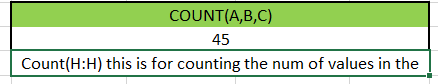 COUNT(A,B,C)
45
Count(H:H) this is for counting the num of values in the